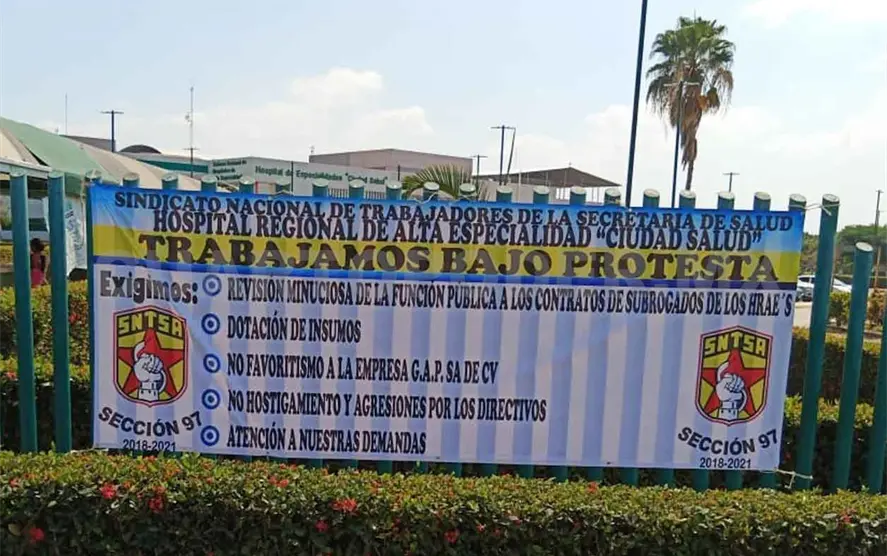 Hospital de Especialidades "Ciudad Salud"
SINDICATO NACIONAL DE TRABAJADORES DE LA SECRETARIA DE SALUD
HOSPITAL REGIONAL DE ALTA ESPECIALIDAD "CIUDAD SALUD"
TRABAJAMOS BAJO PROTESTA
Exigimos:
REVISIÓN MINUCIOSA DE LA FUNCIÓN PÚBLICA A LOS CONTRATOS DE SUBROGADOS DE LOS HRAE´S
DOTACIÓN DE INSUMOS
NO FAVORITISMO A LA EMPRESA G.A.P. SA DE CV
NO HOSTIGAMIENTO Y AGRESIONES POR LOS DIRECTIVOS
ATENCIÓN A NUESTRAS DEMANDAS
SNTSA
SECCIÓN 97
2018-2021
SNTSA
SECCIÓN 97
2018-2021